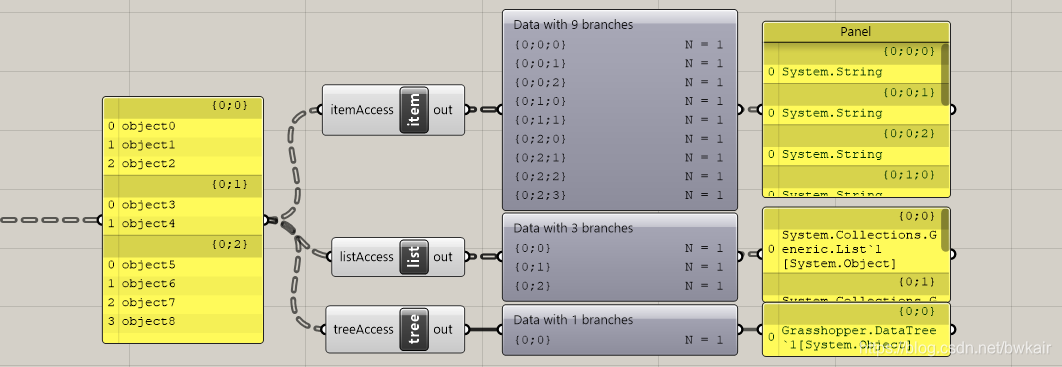 {0;0}
0 object0
1 object1
2 object2
{0;1}
0 object3
1 object4
{0;2}
0 object5
1 object6
2 object7
3 object8
itemAccess item out
listAccess list out
treeAccess tree out
Data with 9 branches
{0;0;0} N = 1
{0;0;1} N = 1
{0;0;2} N = 1
{0;1;0} N = 1
{0;1;1} N = 1
{0;2;0} N = 1
{0;2;1} N = 1
{0;2;2} N = 1
{0;2;3} N = 1
Data with 3 branches
{0;0} N = 1
{0;1} N = 1
{0;2} N = 1
Data with 1 branches
{0;0} N = 1
Panel
{0;0;0}
0 System.String
{0;0;1}
0 System.String
{0;0;2}
0 System.String
{0;1;0}
0 System.String
{0;0}
System.Collections.G
0 eneric.List`1
[System.Object]
{0;1}
System.Collections.G
{0;0}
Grasshopper.DataTree
0 `1[System.Object]
https://blog.csdn.net/bwkair